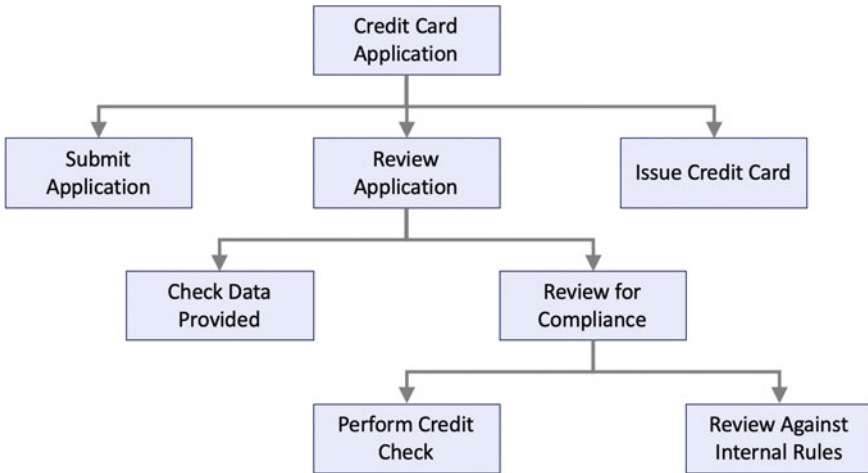 Credit Card
Application
Submit
Application
Review
Application
Issue Credit Card
Check Data
Provided
Review for
Compliance
Perform Credit
Check
Review Against
Internal Rules